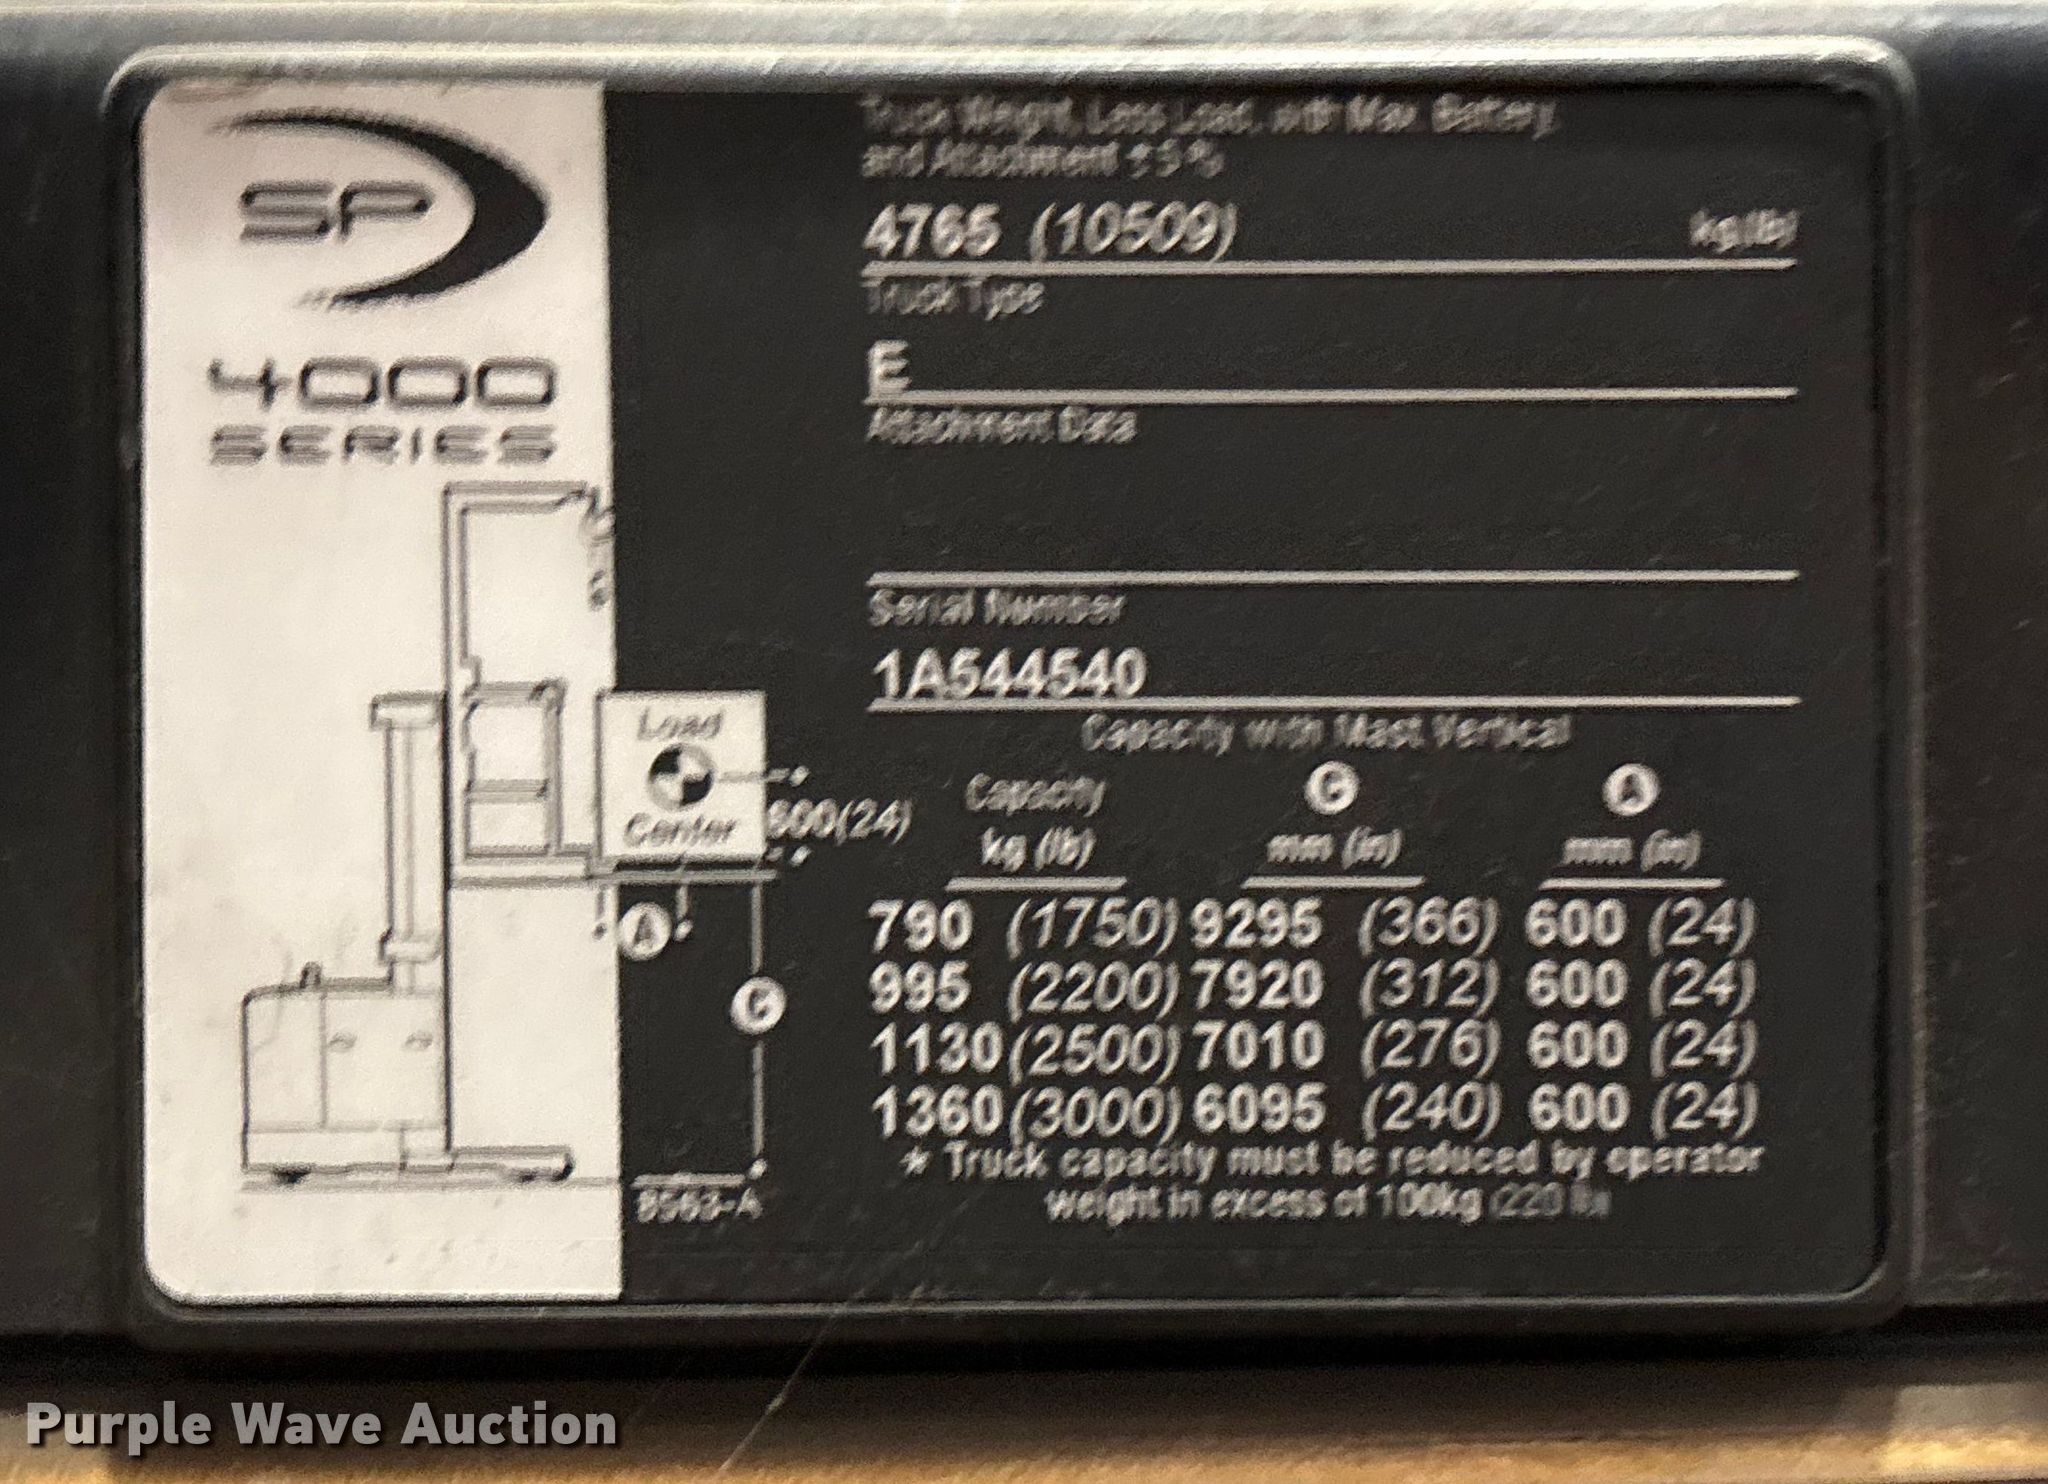 SP
4000
SERIES
Truck Weight, Less Load, with Max. Battery,
and Attachment ± 5 %
4765 (10509) kg(lb)
Truck Type
E
Attachment Data
Serial Number
1A544540
Capacity with Mast Vertical
Capacity G A
kg (lb) mm (in) mm (in)
790 (1750) 9295 (366) 600 (24)
995 (2200) 7920 (312) 600 (24)
1130 (2500) 7010 (276) 600 (24)
1360 (3000) 6095 (240) 600 (24)
* Truck capacity must be reduced by operator
weight in excess of 100kg (220 lb)
Load
Center
600(24)
A
G
8563-A
Purple Wave Auction